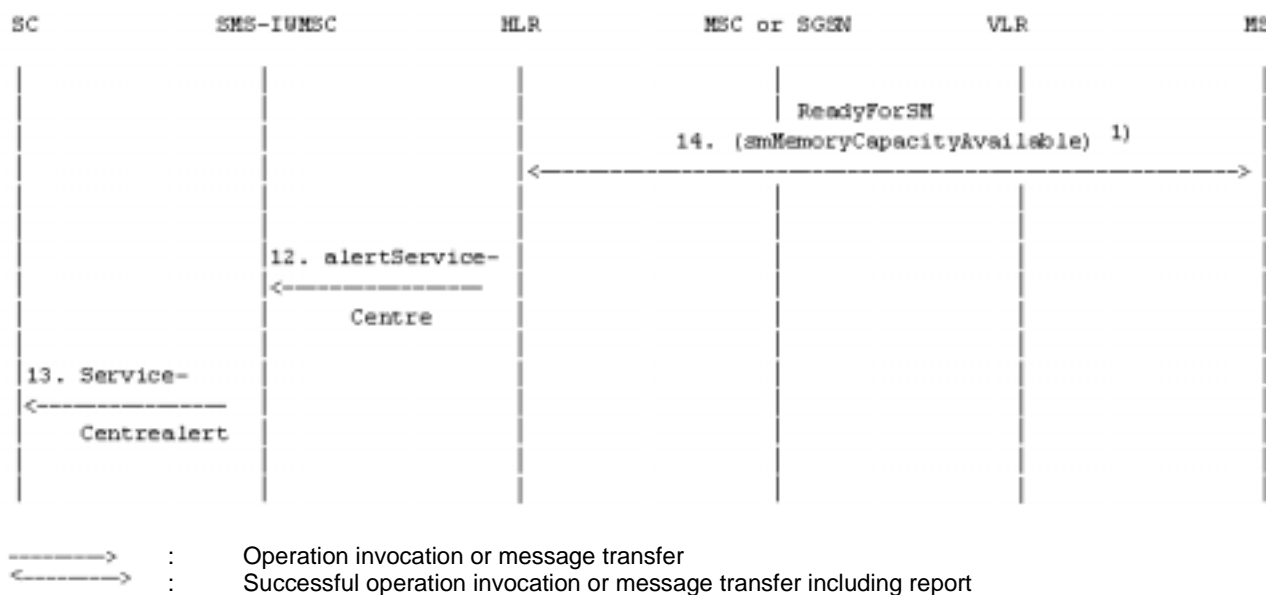 SC SMS-IWMSC HLR MSC or SGSN VLR MS
ReadyForSM
14. (smMemoryCapacityAvailable) 1)
12. alertService-
Centre
13. Service-
Centrealert
: Operation invocation or message transfer
: Successful operation invocation or message transfer including report